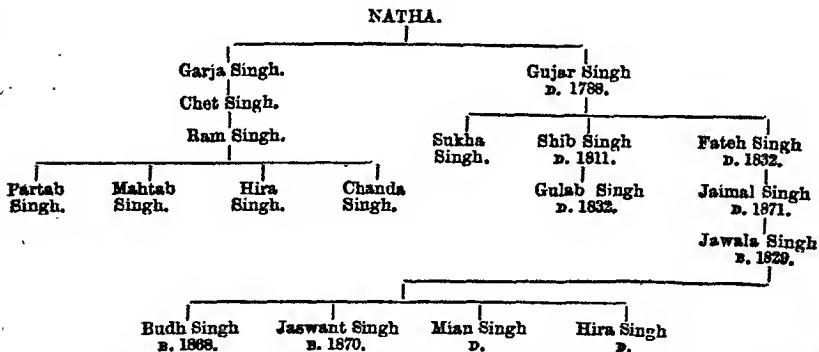 NATHA.
Garja Singh. Gujar Singh
D. 1788.
Chet Singh.
Ram Singh. Sukha Singh. Shib Singh D. 1811. Fateh Singh D. 1832.
Partab Singh. Mahtab Singh. Hira Singh. Chanda Singh. Gulab Singh D. 1832. Jaimal Singh D. 1871.
Jawala Singh
B. 1829.
Budh Singh Jaswant Singh Mian Singh Hira Singh
B. 1868. B. 1870. D. D.